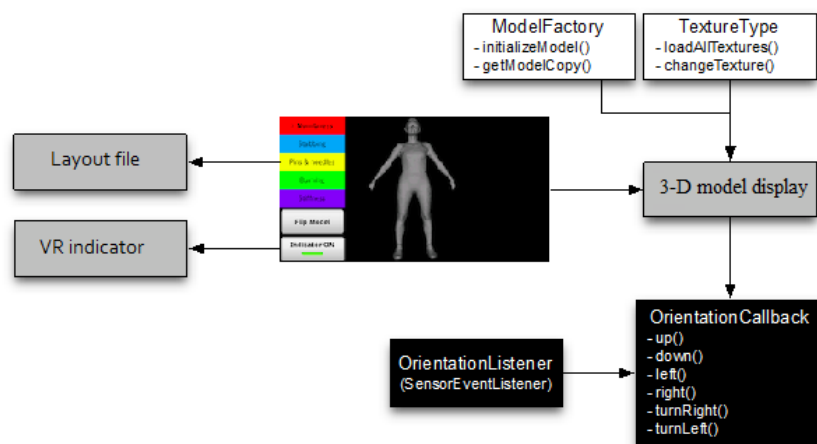 ModelFactory
- initializeModel()
- getModelCopy()
TextureType
- loadAllTextures()
- changeTexture()
Layout file
VR indicator
Stabbing
Pins & needles
Burning
Flip Model
Indicator ON
3-D model display
OrientationListener
(SensorEventListener)
OrientationCallback
- up()
- down()
- left()
- right()
- turnRight()
- turnLeft()